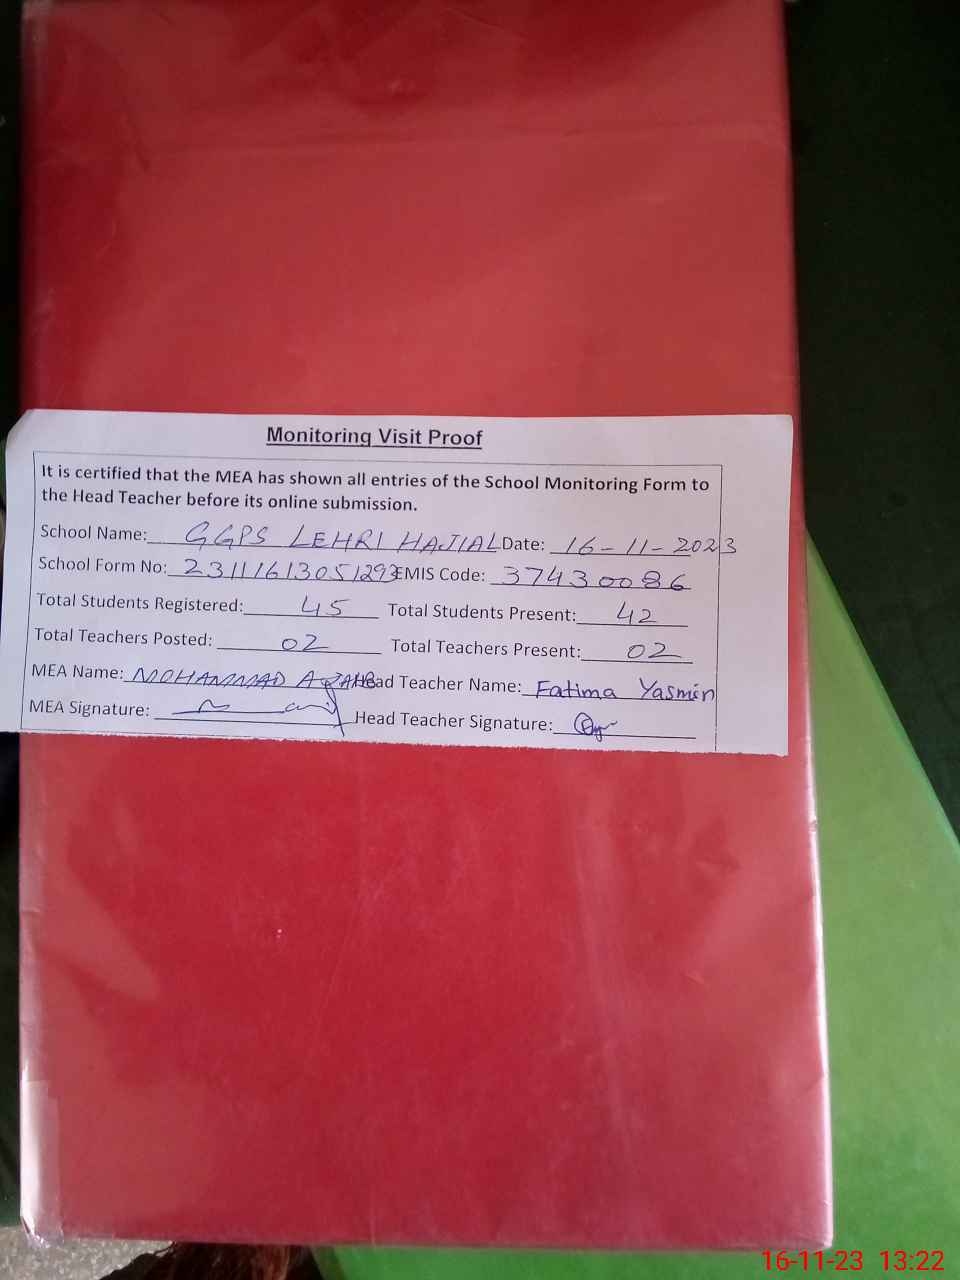 Monitoring Visit Proof
It is certified that the MEA has shown all entries of the School Monitoring Form to
the Head Teacher before its online submission.
School Name: GGPS LEHRI HAJIAL Date: 16-11-2023
School Form No: 23111613051293 EMIS Code: 37430086
Total Students Registered: 45 Total Students Present: 42
Total Teachers Posted: 02 Total Teachers Present: 02
MEA Name: MOHAMMAD Head Teacher Name: Fatima Yasmin
MEA Signature: Head Teacher Signature:
16-11-23 13:22